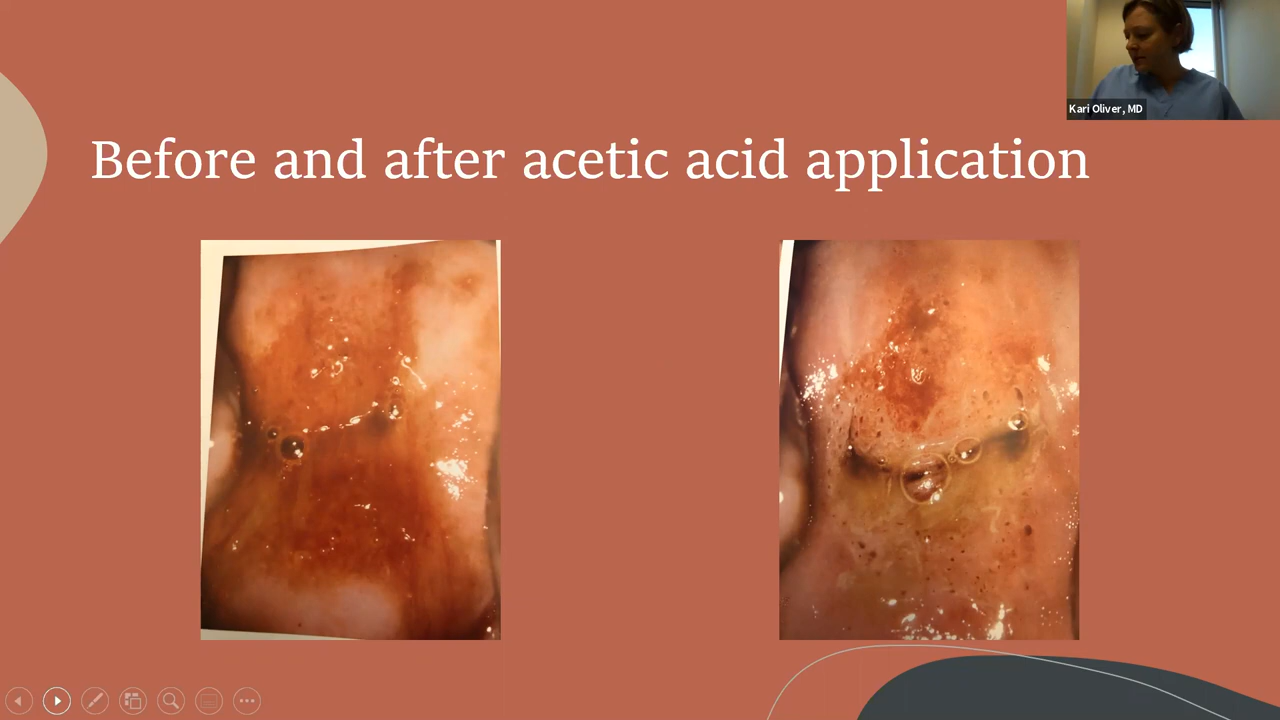 Kari Oliver, MD
Before and after acetic acid application